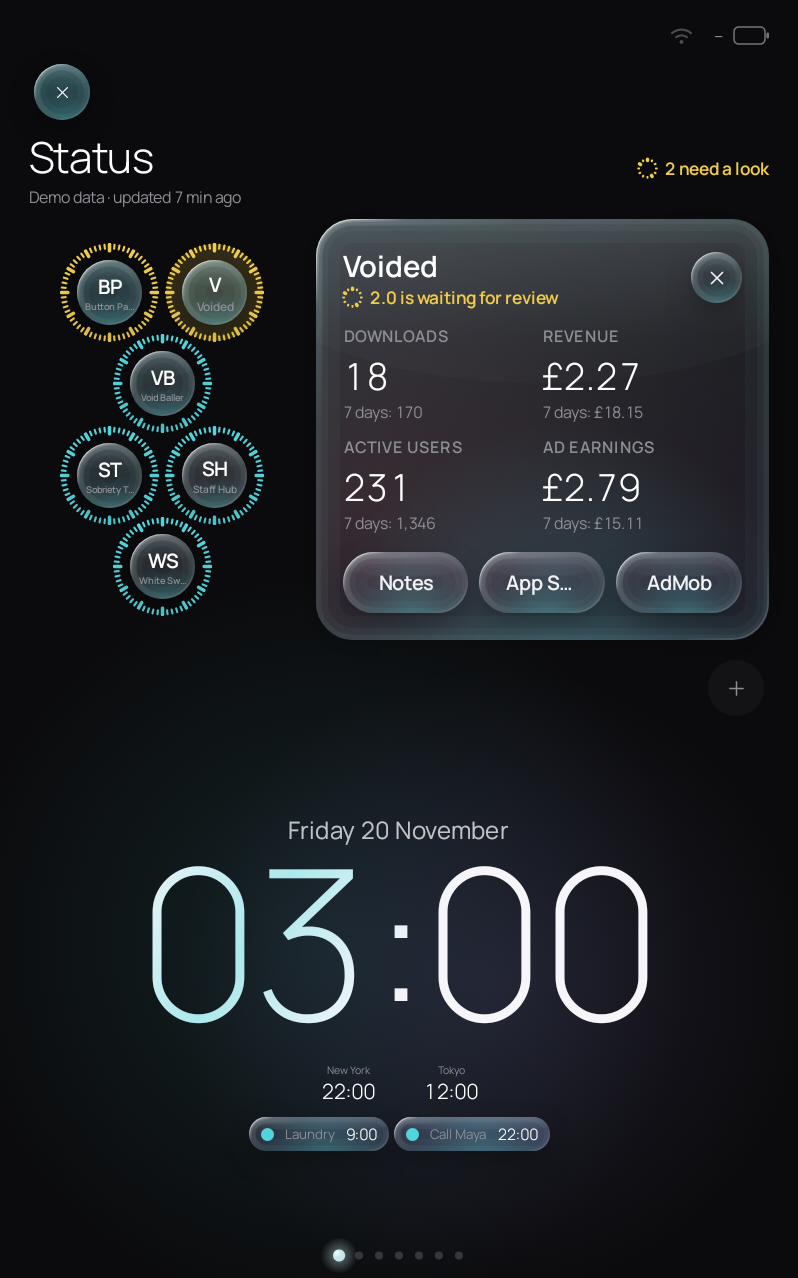 –
Status
2 need a look
Demo data · updated 7 min ago
BP
Button Pa...
V
Voided
VB
Void Baller
ST
Sobriety T...
SH
Staff Hub
WS
White Sw...
Voided
2.0 is waiting for review
DOWNLOADS
18
7 days: 170
REVENUE
£2.27
7 days: £18.15
ACTIVE USERS
231
7 days: 1,346
AD EARNINGS
£2.79
7 days: £15.11
Notes
App S...
AdMob
Friday 20 November
03:00
New York
22:00
Tokyo
12:00
Laundry 9:00
Call Maya 22:00